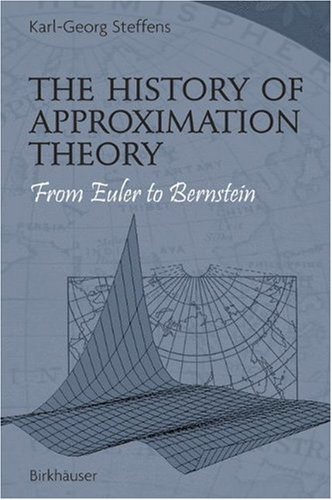 Karl-Georg Steffens
THE HISTORY OF
APPROXIMATION
THEORY
From Euler to Bernstein
Birkhäuser